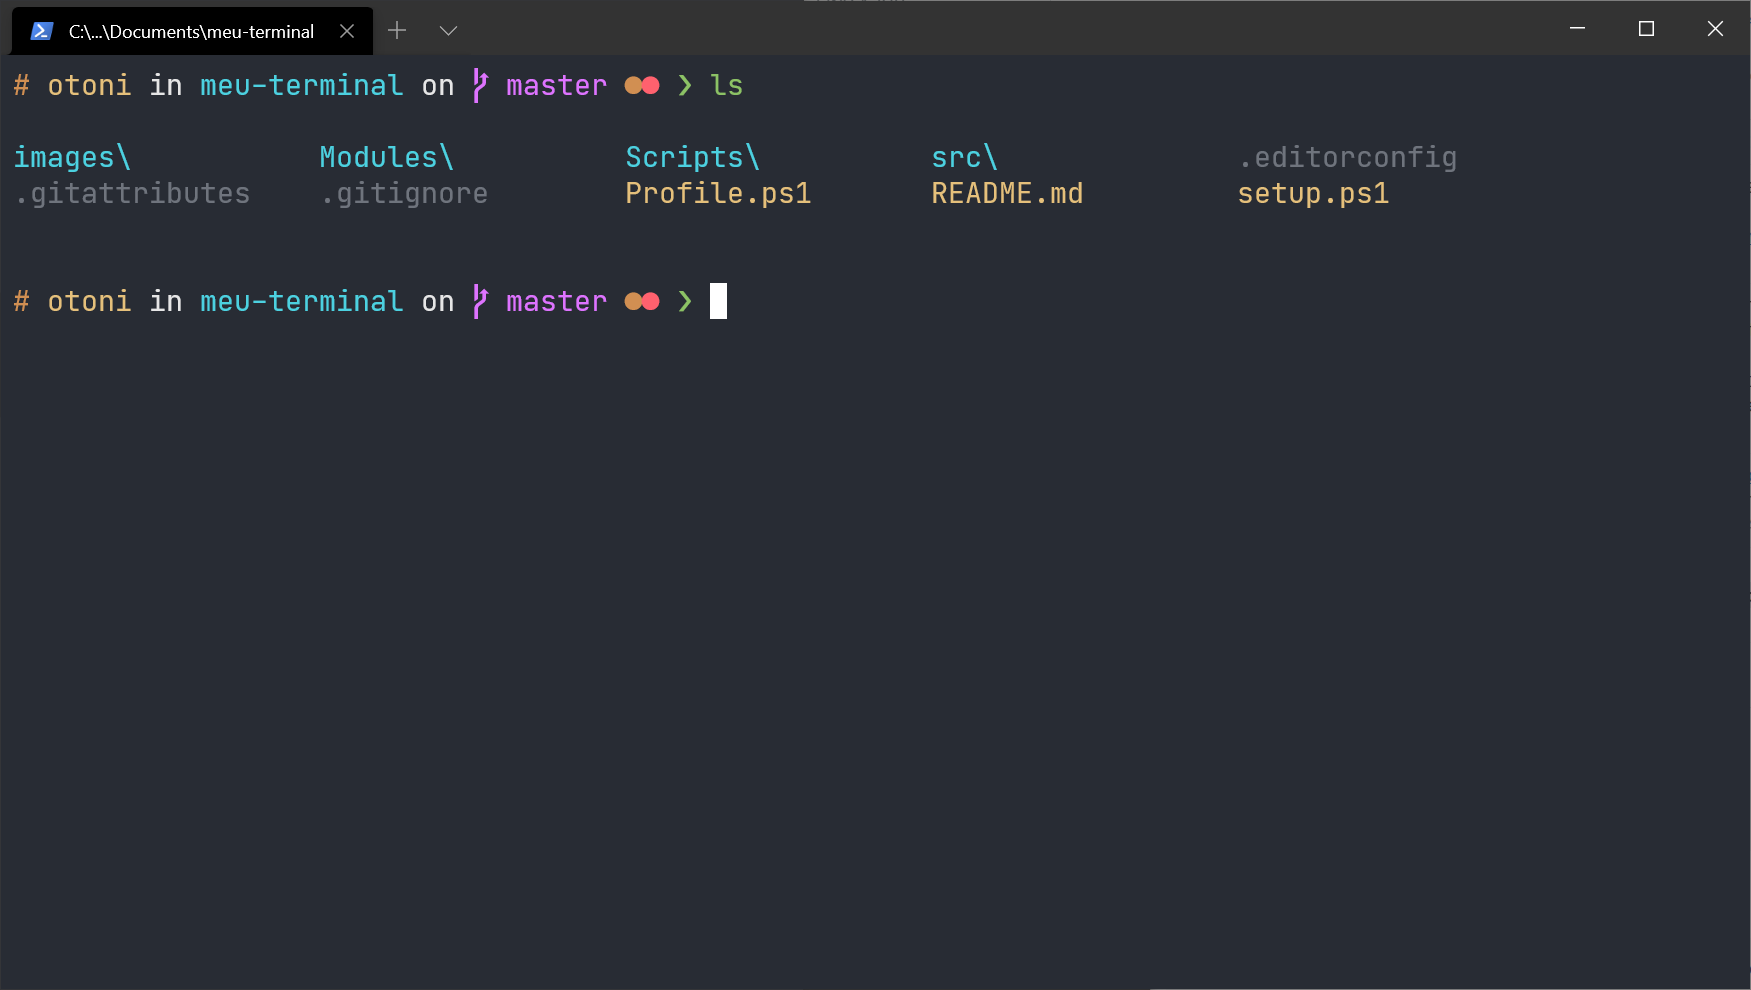 C:\...\Documents\meu-terminal
# otoni in meu-terminal on master ❯ ls
images\ Modules\ Scripts\ src\ .editorconfig
.gitattributes .gitignore Profile.ps1 README.md setup.ps1
# otoni in meu-terminal on master ❯